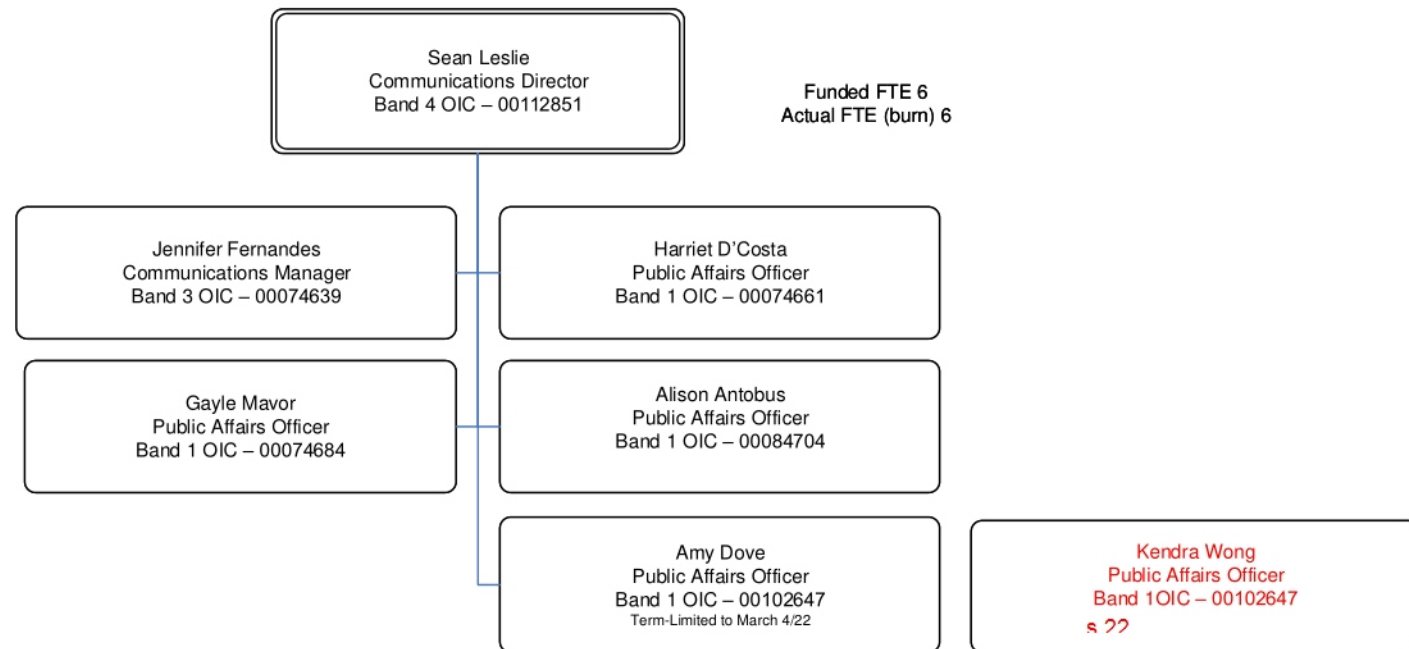 Sean Leslie
Communications Director
Band 4 OIC – 00112851
Funded FTE 6
Actual FTE (burn) 6
Jennifer Fernandes
Communications Manager
Band 3 OIC – 00074639
Harriet D'Costa
Public Affairs Officer
Band 1 OIC – 00074661
Gayle Mavor
Public Affairs Officer
Band 1 OIC – 00074684
Alison Antobus
Public Affairs Officer
Band 1 OIC – 00084704
Amy Dove
Public Affairs Officer
Band 1 OIC – 00102647
Term-Limited to March 4/22
Kendra Wong
Public Affairs Officer
Band 1OIC – 00102647
s 22